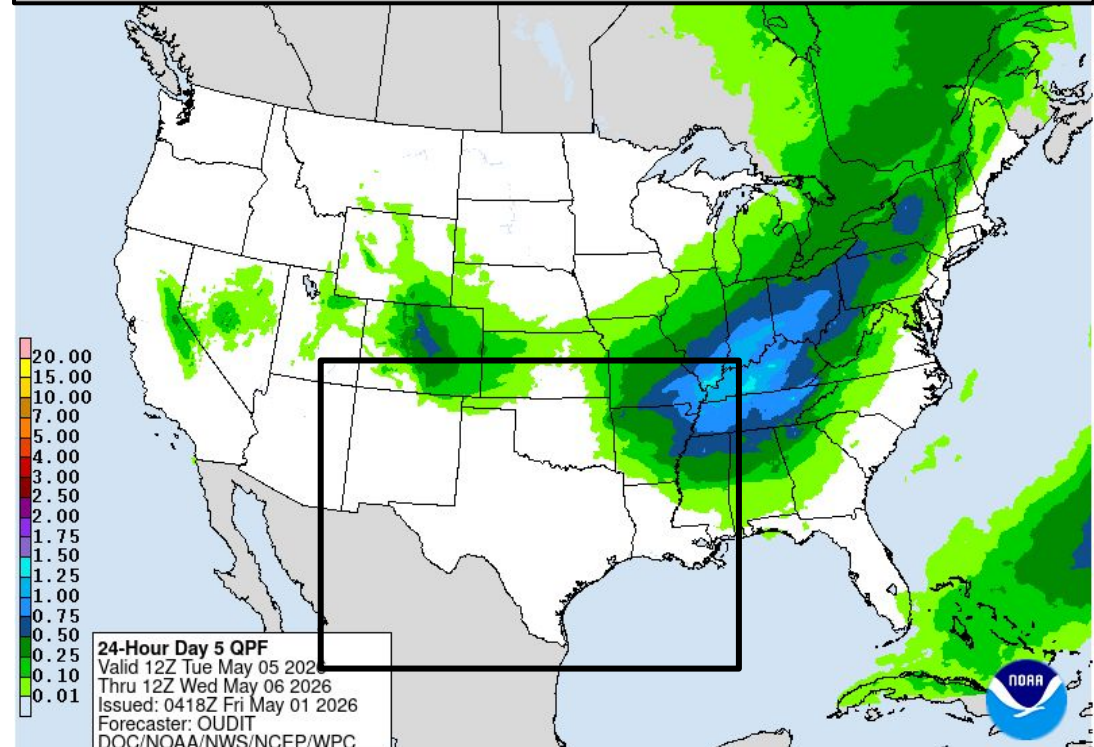 20.00
15.00
10.00
7.00
5.00
4.00
3.00
2.50
2.00
1.75
1.50
1.25
1.00
0.75
0.50
0.25
0.10
0.01
24-Hour Day 5 QPF
Valid 12Z Tue May 05 2026
Thru 12Z Wed May 06 2026
Issued: 0418Z Fri May 01 2026
Forecaster: OUDIT
DOC/NOAA/NWS/NCEP/WPC
NOAA